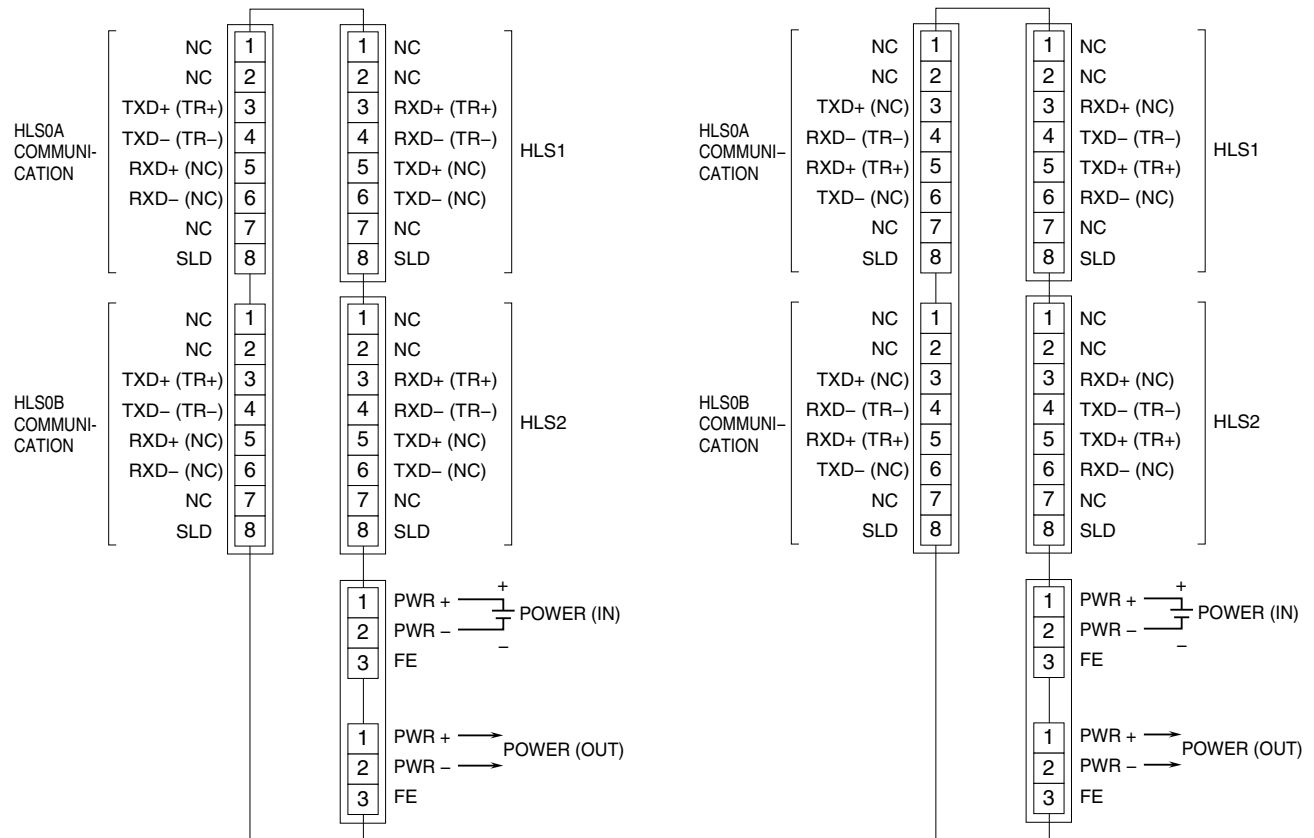 HLS0A
COMMUNI-
CATION
NC 1
NC 2
TXD+ (TR+) 3
TXD− (TR−) 4
RXD+ (NC) 5
RXD− (NC) 6
NC 7
SLD 8
1 NC
2 NC
3 RXD+ (TR+)
4 RXD− (TR−)
5 TXD+ (NC)
6 TXD− (NC)
7 NC
8 SLD
HLS1
HLS0B
COMMUNI-
CATION
NC 1
NC 2
TXD+ (TR+) 3
TXD− (TR−) 4
RXD+ (NC) 5
RXD− (NC) 6
NC 7
SLD 8
1 NC
2 NC
3 RXD+ (TR+)
4 RXD− (TR−)
5 TXD+ (NC)
6 TXD− (NC)
7 NC
8 SLD
HLS2
1 PWR +
2 PWR −
3 FE
+
POWER (IN)
−
1 PWR +
2 PWR −
3 FE
POWER (OUT)
HLS0A
COMMUNI−
CATION
NC 1
NC 2
TXD+ (NC) 3
RXD− (TR−) 4
RXD+ (TR+) 5
TXD− (NC) 6
NC 7
SLD 8
1 NC
2 NC
3 RXD+ (NC)
4 TXD− (TR−)
5 TXD+ (TR+)
6 RXD− (NC)
7 NC
8 SLD
HLS1
HLS0B
COMMUNI−
CATION
NC 1
NC 2
TXD+ (NC) 3
RXD− (TR−) 4
RXD+ (TR+) 5
TXD− (NC) 6
NC 7
SLD 8
1 NC
2 NC
3 RXD+ (NC)
4 TXD− (TR−)
5 TXD+ (TR+)
6 RXD− (NC)
7 NC
8 SLD
HLS2
1 PWR +
2 PWR −
3 FE
+
POWER (IN)
−
1 PWR +
2 PWR −
3 FE
POWER (OUT)